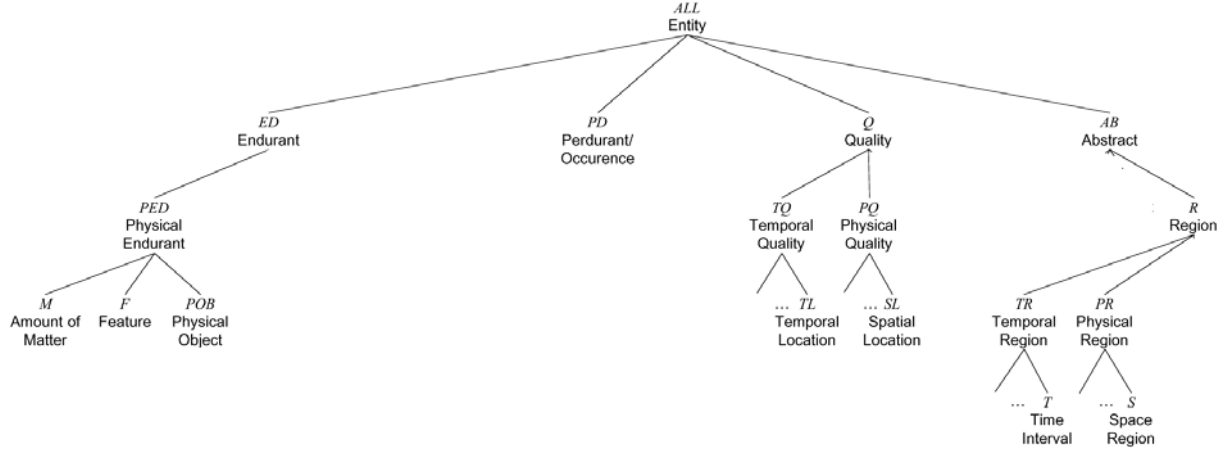 ALL
Entity
ED
Endurant
PD
Perdurant/
Occurence
Q
Quality
AB
Abstract
PED
Physical
Endurant
TQ
Temporal
Quality
PQ
Physical
Quality
R
Region
M
Amount of
Matter
F
Feature
POB
Physical
Object
... TL
Temporal
Location
... SL
Spatial
Location
TR
Temporal
Region
PR
Physical
Region
... T
Time
Interval
... S
Space
Region